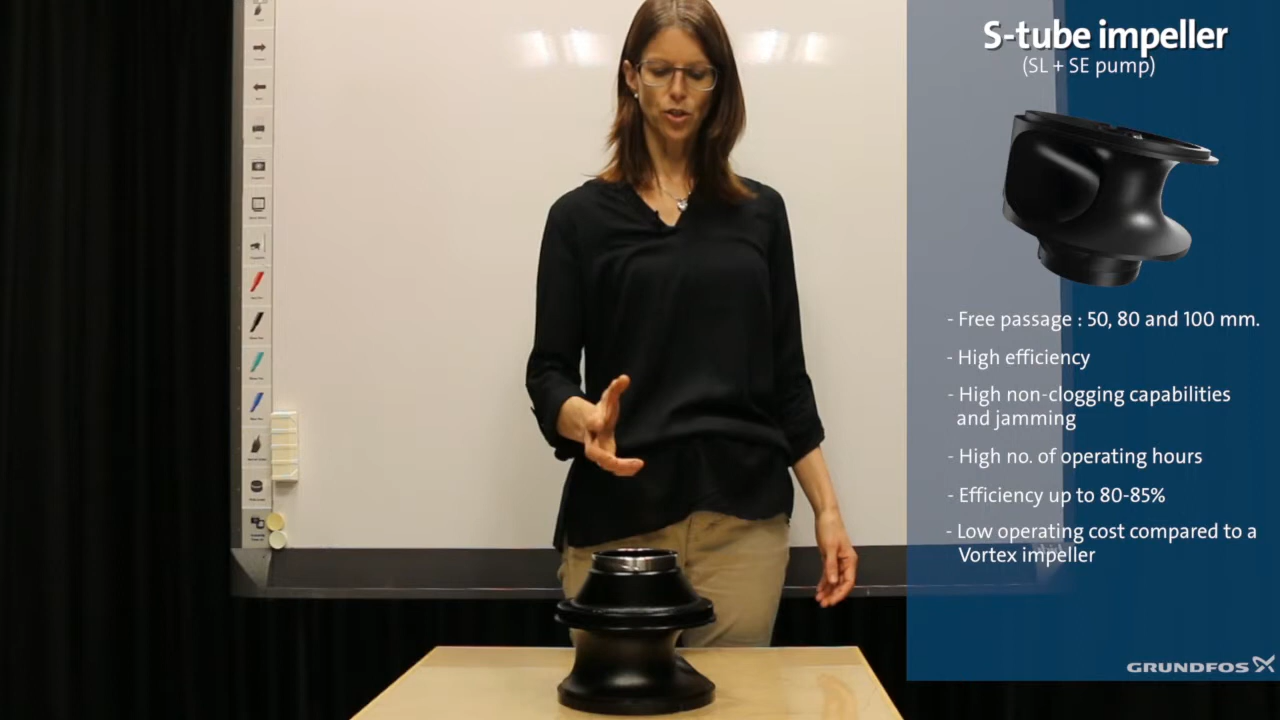 S-tube impeller
(SL + SE pump)
- Free passage : 50, 80 and 100 mm.
- High efficiency
- High non-clogging capabilities
and jamming
- High no. of operating hours
- Efficiency up to 80-85%
- Low operating cost compared to a
Vortex impeller
GRUNDFOS